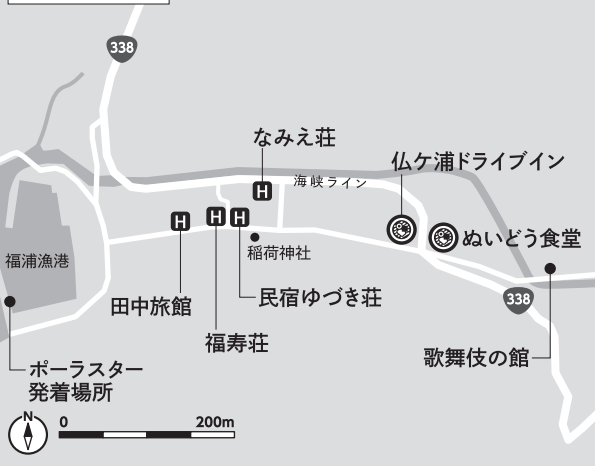 338
なみえ荘
仏ケ浦ドライブイン
海峡ライン
H
H
H
H
ぬいどう食堂
稲荷神社
福浦漁港
田中旅館
民宿ゆづき荘
338
福寿荘
歌舞伎の館
ポーラスター
発着場所
N
0 200m